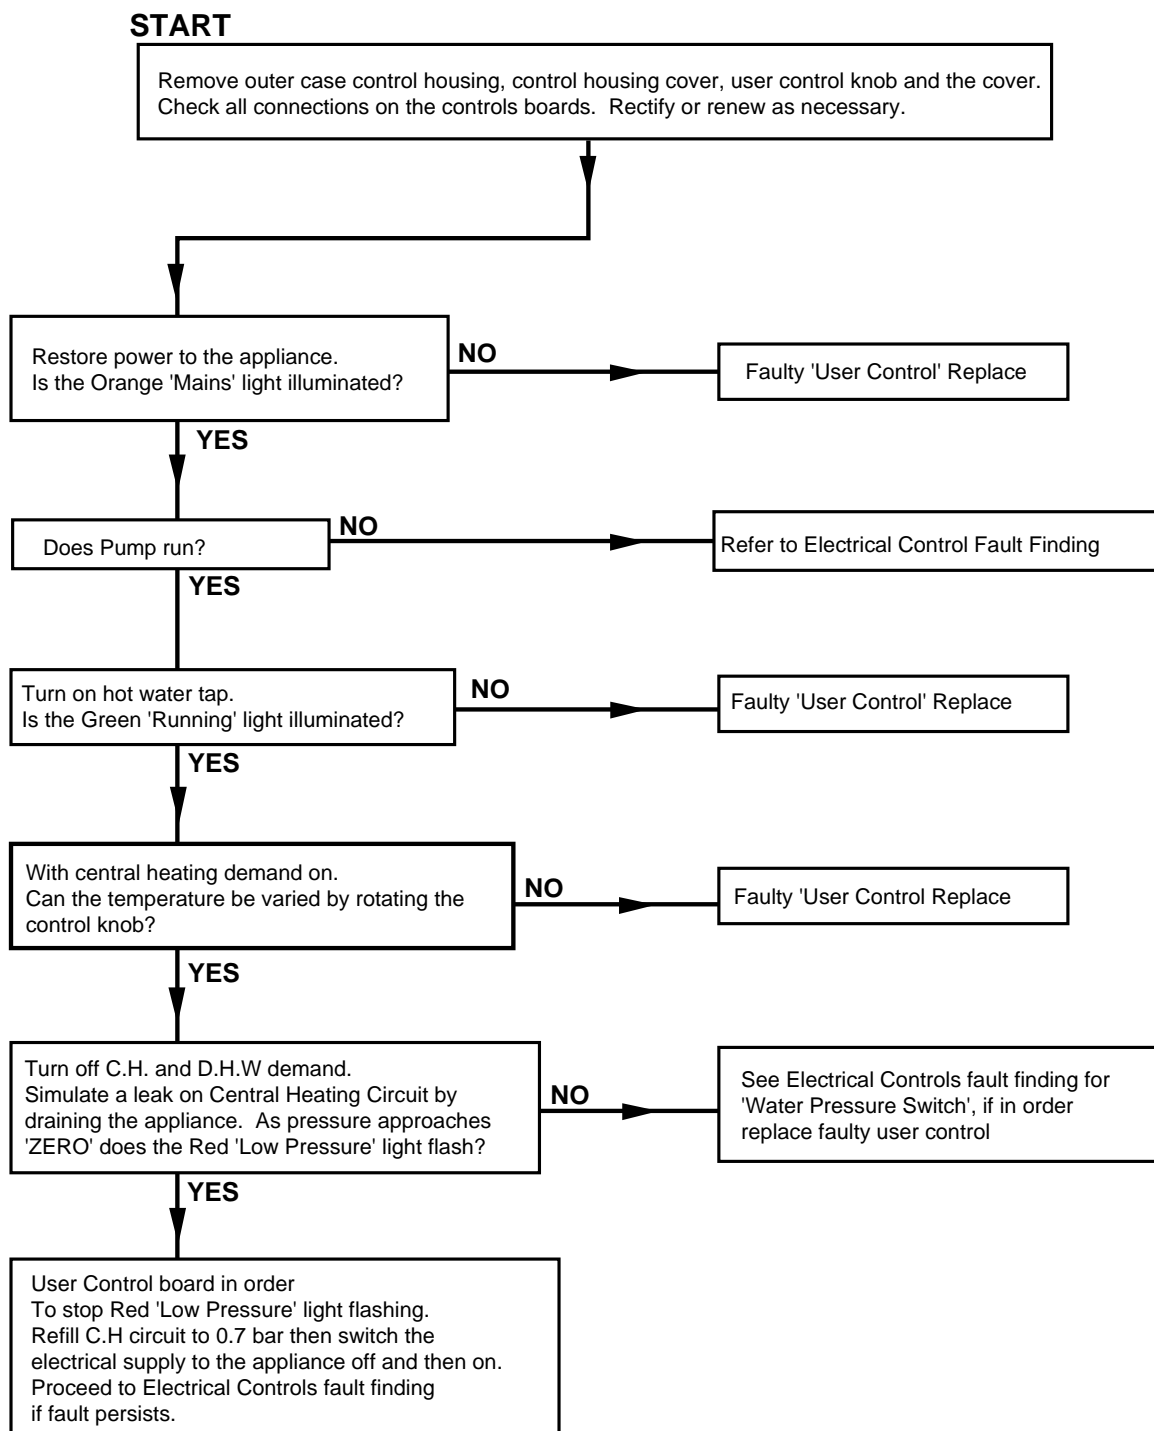 START
Remove outer case control housing, control housing cover, user control knob and the cover.
Check all connections on the controls boards.  Rectify or renew as necessary.
Restore power to the appliance.
Is the Orange 'Mains' light illuminated?
NO
Faulty 'User Control' Replace
YES
Does Pump run?
NO
Refer to Electrical Control Fault Finding
YES
Turn on hot water tap.
Is the Green 'Running' light illuminated?
NO
Faulty 'User Control' Replace
YES
With central heating demand on.
Can the temperature be varied by rotating the
control knob?
NO
Faulty 'User Control Replace
YES
Turn off C.H. and D.H.W demand.
Simulate a leak on Central Heating Circuit by
draining the appliance.  As pressure approaches
'ZERO' does the Red 'Low Pressure' light flash?
NO
See Electrical Controls fault finding for
'Water Pressure Switch', if in order
replace faulty user control
YES
User Control board in order
To stop Red 'Low Pressure' light flashing.
Refill C.H circuit to 0.7 bar then switch the
electrical supply to the appliance off and then on.
Proceed to Electrical Controls fault finding
if fault persists.